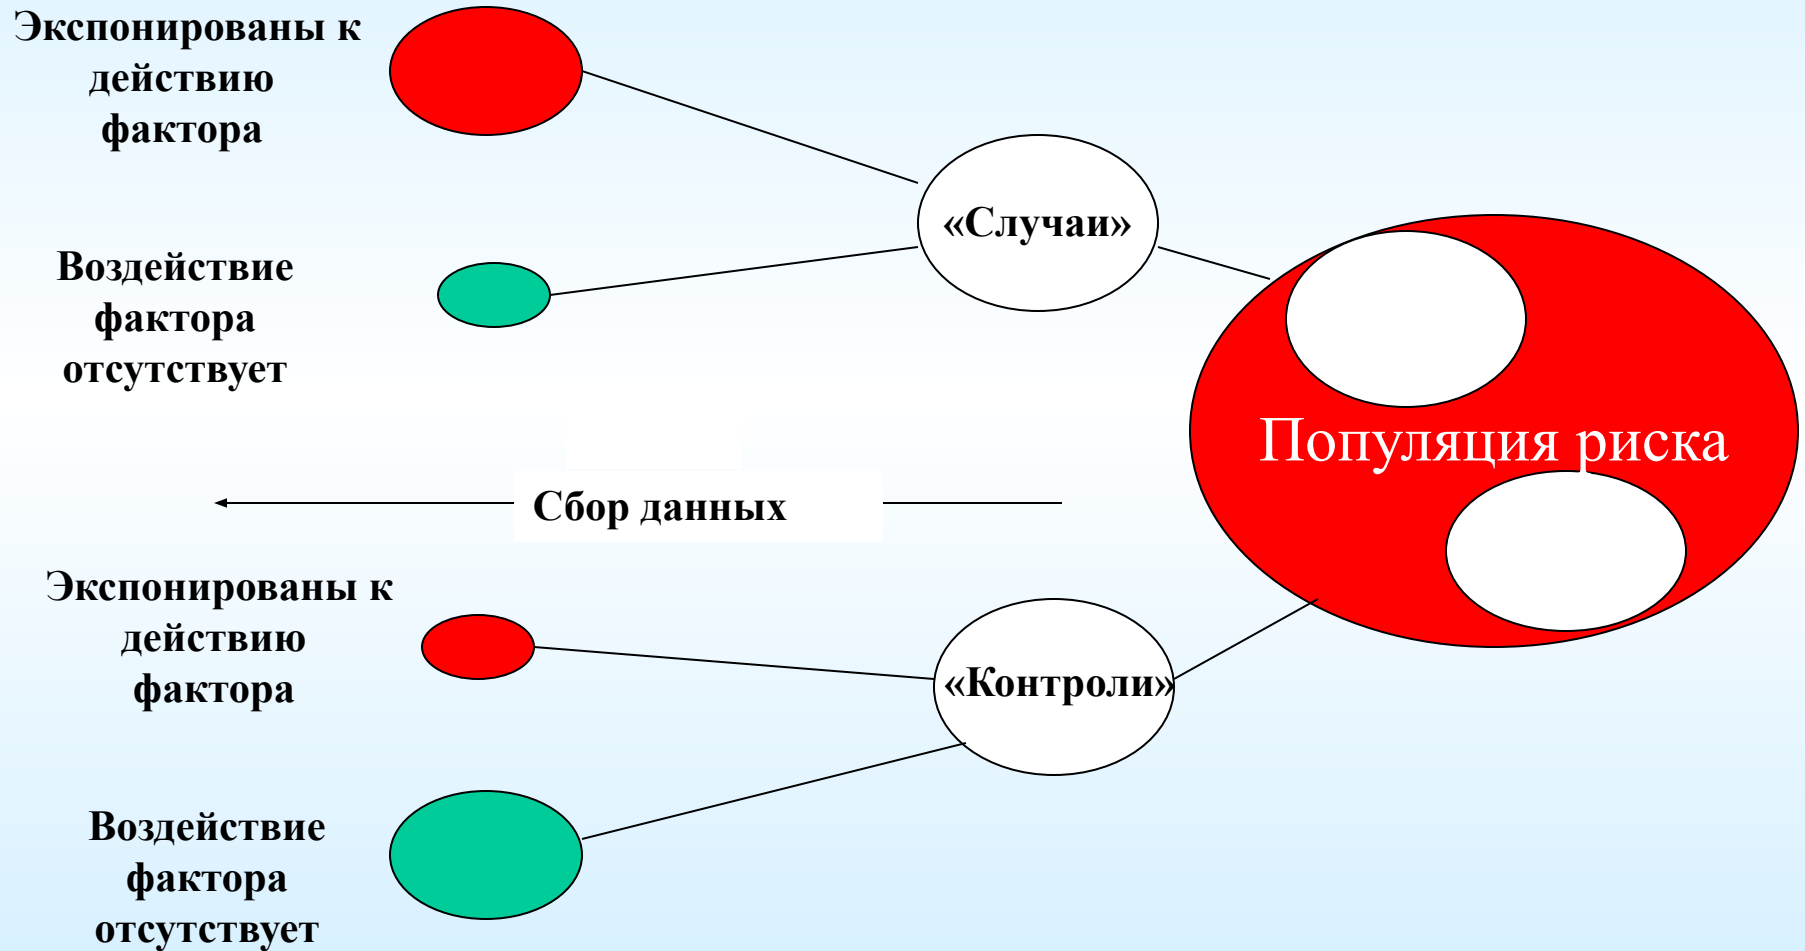 Экспонированы к
действию
фактора
«Случаи»
Воздействие
фактора
отсутствует
Популяция риска
Сбор данных
Экспонированы к
действию
фактора
«Контроли»
Воздействие
фактора
отсутствует